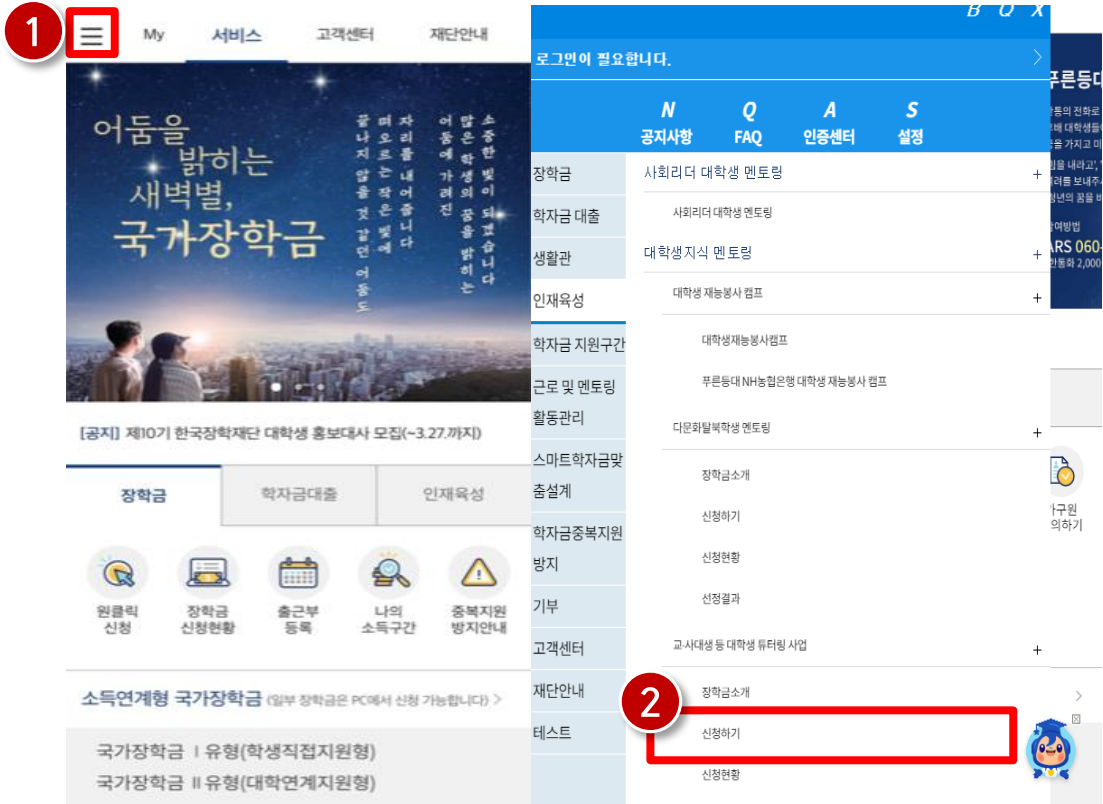 1
My 서비스 고객센터 재단안내
어둠을
밝히는
새벽별,
국가장학금
소중한 빛이 되겠습니다
많은 학생의 꿈을 밝히는
어둠에 가려진
자리를 내어줍니다
떠오르는 작은 빛에
끝나지 않을 것 같던 어둠도
[공지] 제10기 한국장학재단 대학생 홍보대사 모집(~3.27.까지)
장학금 학자금대출 인재육성
원클릭
신청
장학금
신청현황
출근부
등록
나의
소득구간
중복지원
방지안내
소득연계형 국가장학금 (일부 장학금은 PC에서 신청 가능합니다) >
국가장학금 Ⅰ유형(학생직접지원형)
국가장학금 Ⅱ유형(대학연계지원형)
B Q X
로그인이 필요합니다. >
N Q A S
공지사항 FAQ 인증센터 설정
장학금
학자금 대출
생활관
인재육성
학자금 지원구간
근로 및 멘토링
활동관리
스마트학자금맞
춤설계
학자금중복지원
방지
기부
고객센터
재단안내
테스트
사회리더 대학생 멘토링 +
사회리더 대학생 멘토링
대학생지식 멘토링 +
대학생 재능봉사 캠프 +
대학생재능봉사캠프
푸른등대 NH농협은행 대학생 재능봉사 캠프
다문화탈북학생 멘토링 +
장학금소개
신청하기
신청현황
선정결과
교·사대생 등 대학생 튜터링 사업 +
장학금소개
2
신청하기
신청현황
푸른등대
ARS 060-
한통화 2,000
가구원
의하기
>